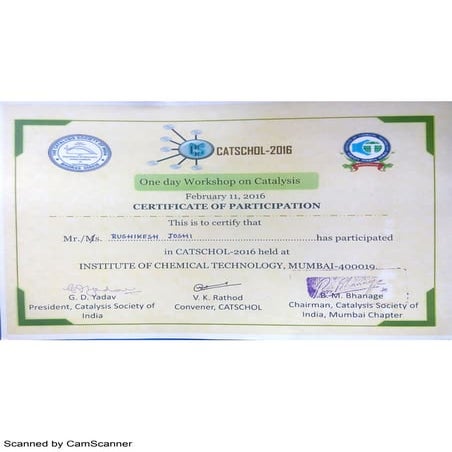 CATSCHOL-2016
One day Workshop on Catalysis
February 11, 2016
CERTIFICATE OF PARTICIPATION
This is to certify that
Mr./Ms. RUSHIKESH JOSHI has participated
in CATSCHOL-2016 held at
INSTITUTE OF CHEMICAL TECHNOLOGY, MUMBAI-400019
G. D. Yadav
President, Catalysis Society of
India
V. K. Rathod
Convener, CATSCHOL
B. M. Bhanage
Chairman, Catalysis Society of
India, Mumbai Chapter
Scanned by CamScanner